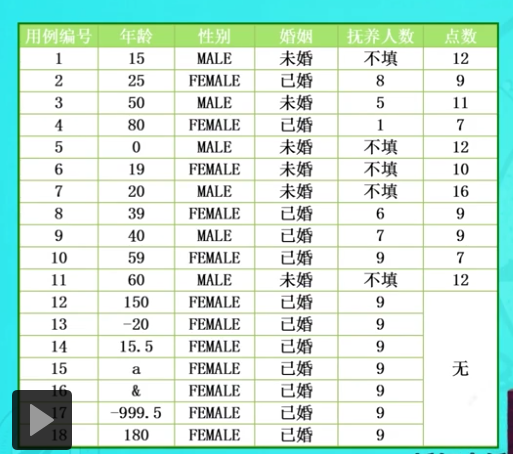 用例编号 年龄 性别 婚姻 抚养人数 点数
1 15 MALE 未婚 不填 12
2 25 FEMALE 已婚 8 9
3 50 MALE 未婚 5 11
4 80 FEMALE 已婚 1 7
5 0 MALE 未婚 不填 12
6 19 FEMALE 未婚 不填 10
7 20 MALE 未婚 不填 16
8 39 FEMALE 已婚 6 9
9 40 MALE 已婚 7 9
10 59 FEMALE 已婚 9 7
11 60 MALE 未婚 不填 12
12 150 FEMALE 已婚 9
13 -20 FEMALE 已婚 9
14 15.5 FEMALE 已婚 9
15 a FEMALE 已婚 9 无
16 & FEMALE 已婚 9
17 -999.5 FEMALE 已婚 9
18 180 FEMALE 已婚 9